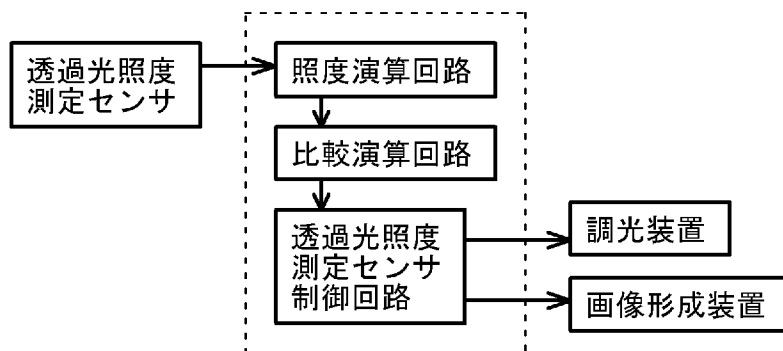 透過光照度
測定センサ
照度演算回路
比較演算回路
透過光照度
測定センサ
制御回路
調光装置
画像形成装置